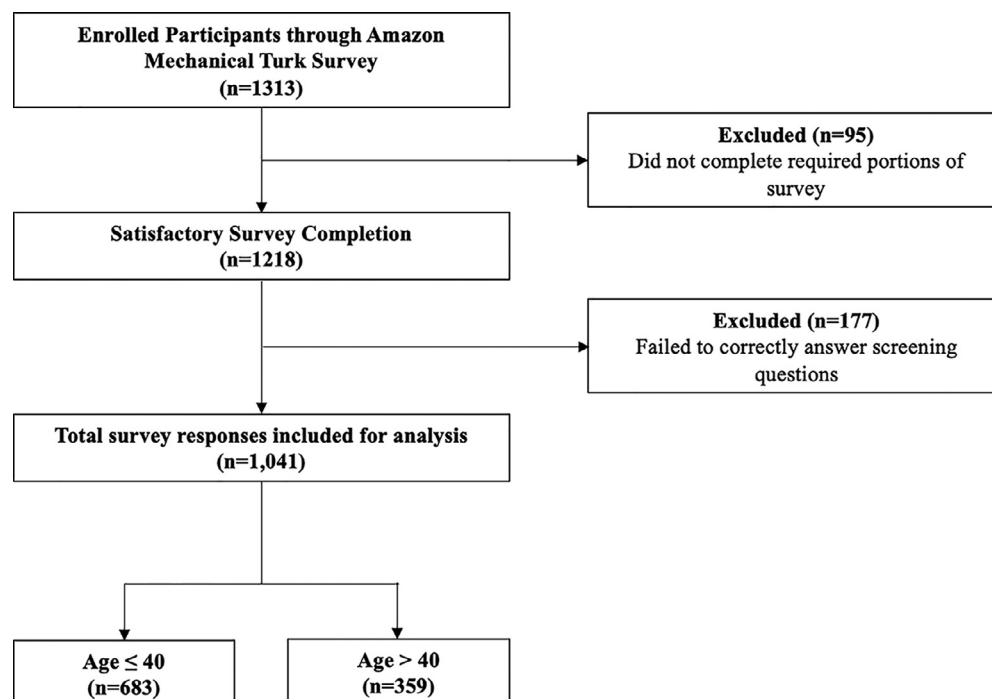 Enrolled Participants through Amazon
Mechanical Turk Survey
(n=1313)
Excluded (n=95)
Did not complete required portions of
survey
Satisfactory Survey Completion
(n=1218)
Excluded (n=177)
Failed to correctly answer screening
questions
Total survey responses included for analysis
(n=1,041)
Age ≤ 40
(n=683)
Age > 40
(n=359)